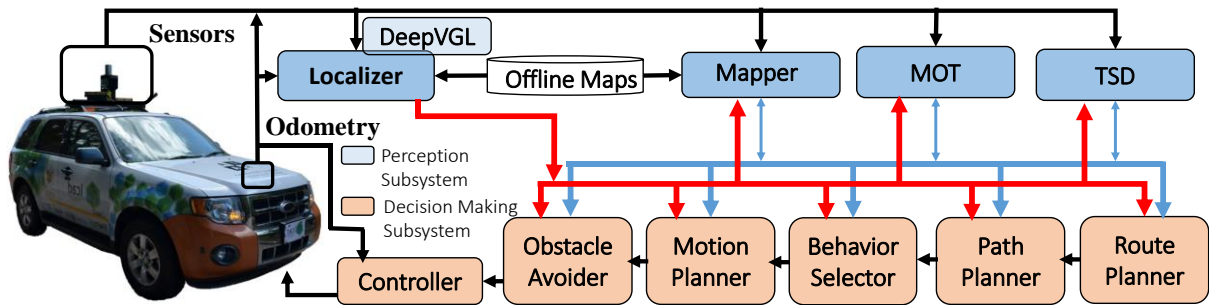 Sensors
DeepVGL
Localizer
Offline Maps
Mapper
MOT
TSD
Odometry
Perception
Subsystem
Decision Making
Subsystem
Controller
Obstacle
Avoider
Motion
Planner
Behavior
Selector
Path
Planner
Route
Planner